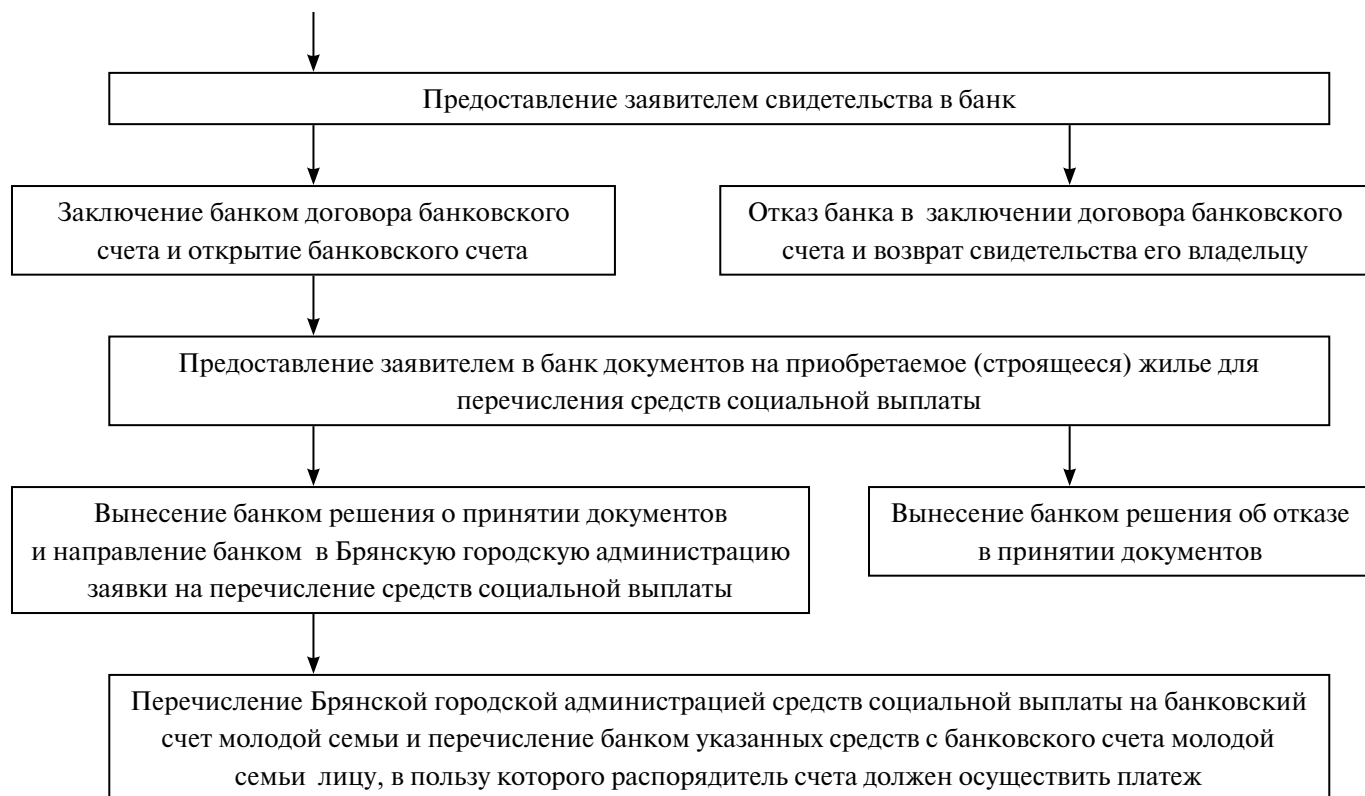 Предоставление заявителем свидетельства в банк
Заключение банком договора банковского
счета и открытие банковского счета
Отказ банка в заключении договора банковского
счета и возврат свидетельства его владельцу
Предоставление заявителем в банк документов на приобретаемое (строящееся) жилье для
перечисления средств социальной выплаты
Вынесение банком решения о принятии документов
и направление банком в Брянскую городскую администрацию
заявки на перечисление средств социальной выплаты
Вынесение банком решения об отказе
в принятии документов
Перечисление Брянской городской администрацией средств социальной выплаты на банковский
счет молодой семьи и перечисление банком указанных средств с банковского счета молодой
семьи лицу, в пользу которого распорядитель счета должен осуществить платеж